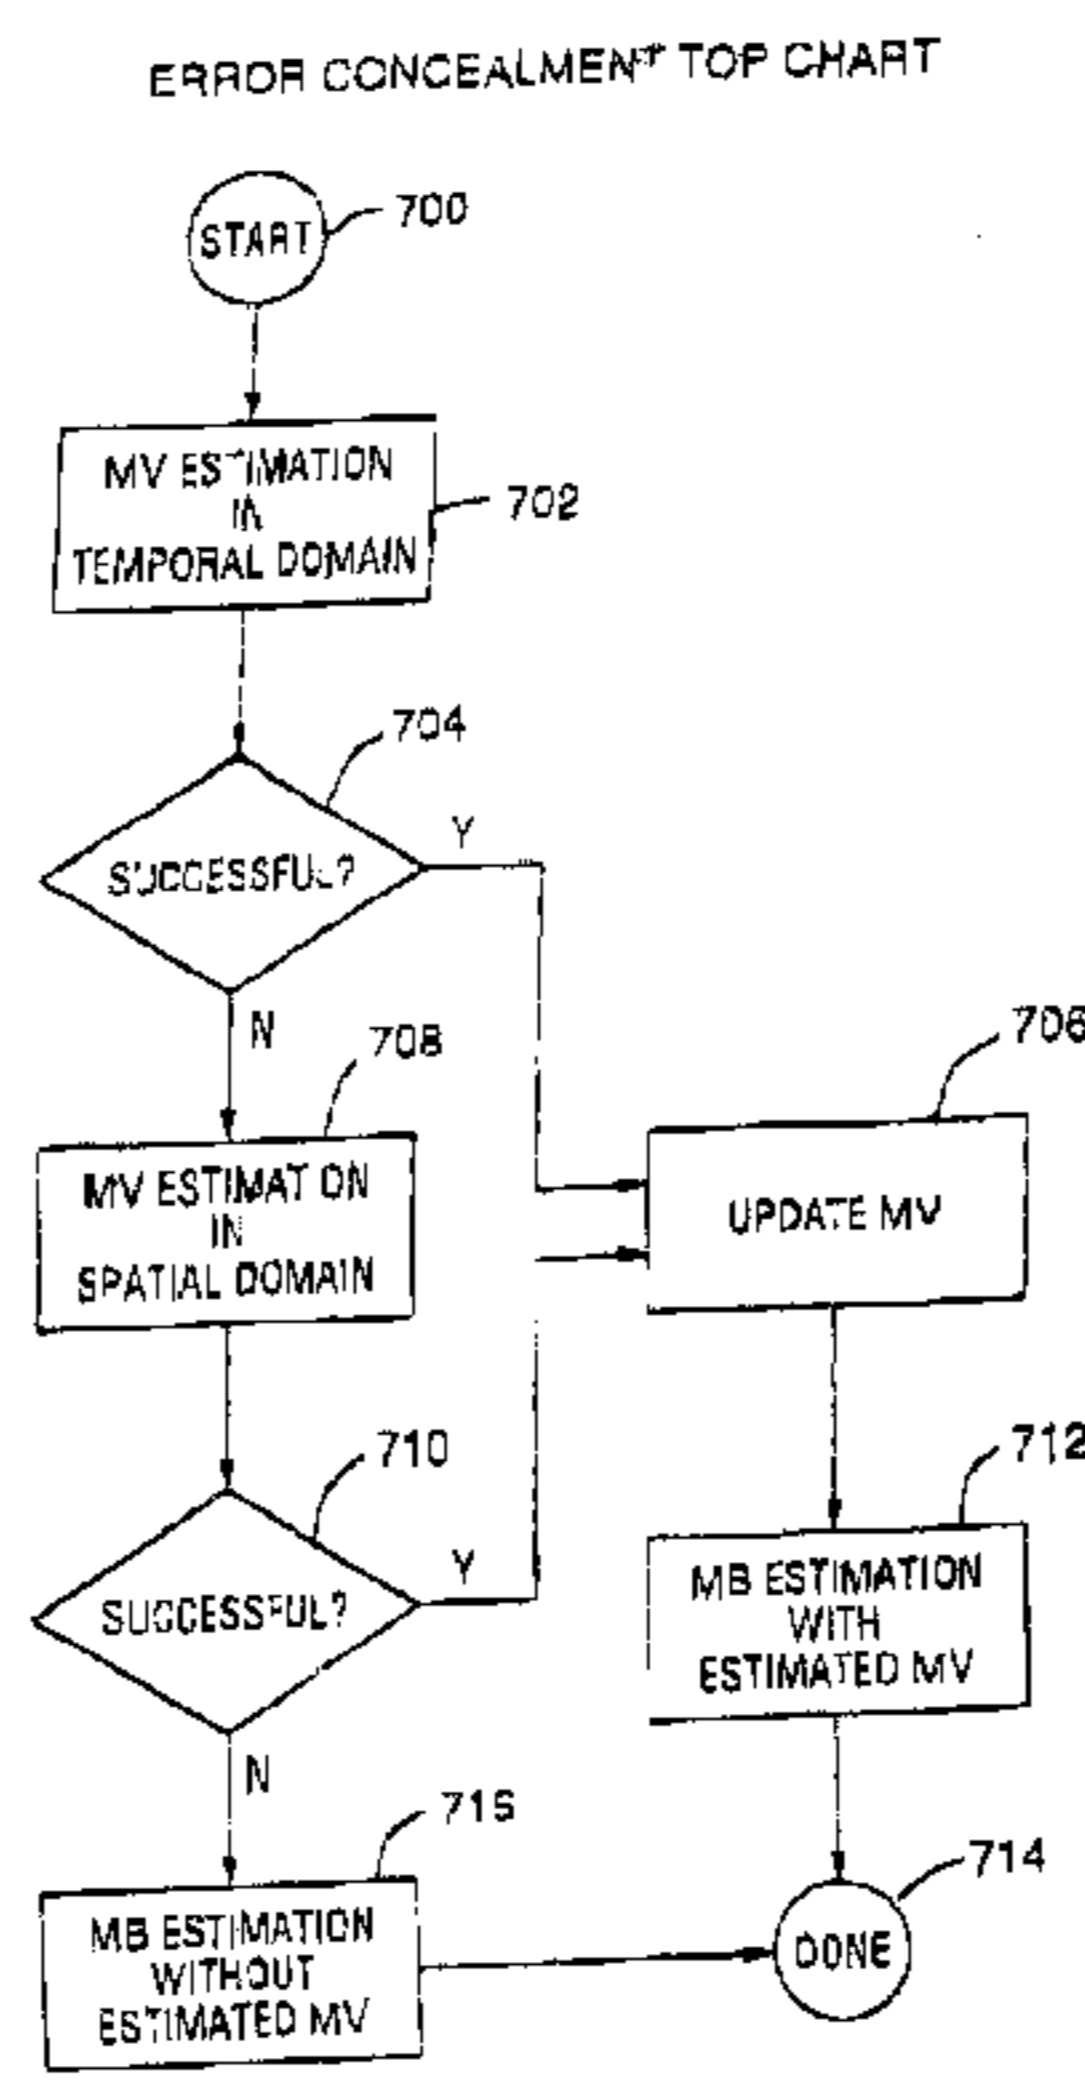 ERROR CONCEALMENT TOP CHART
START
700
MV ESTIMATION
IN
TEMPORAL DOMAIN
702
704
SUCCESSFUL?
Y
N
708
706
MV ESTIMATION
IN
SPATIAL DOMAIN
UPDATE MV
710
712
SUCCESSFUL?
Y
MB ESTIMATION
WITH
ESTIMATED MV
N
716
714
MB ESTIMATION
WITHOUT
ESTIMATED MV
DONE